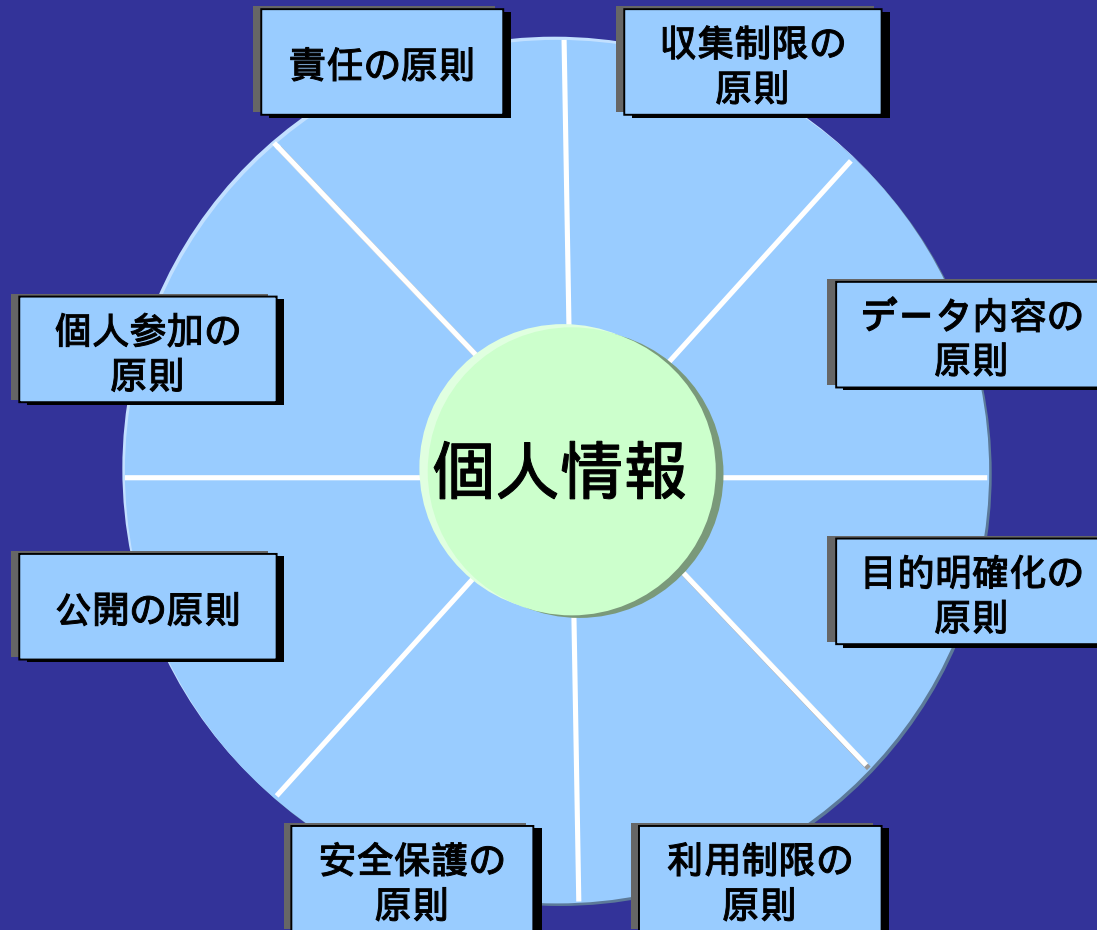 責任の原則
収集制限の
原則
個人参加の
原則
データ内容の
原則
個人情報
公開の原則
目的明確化の
原則
安全保護の
原則
利用制限の
原則